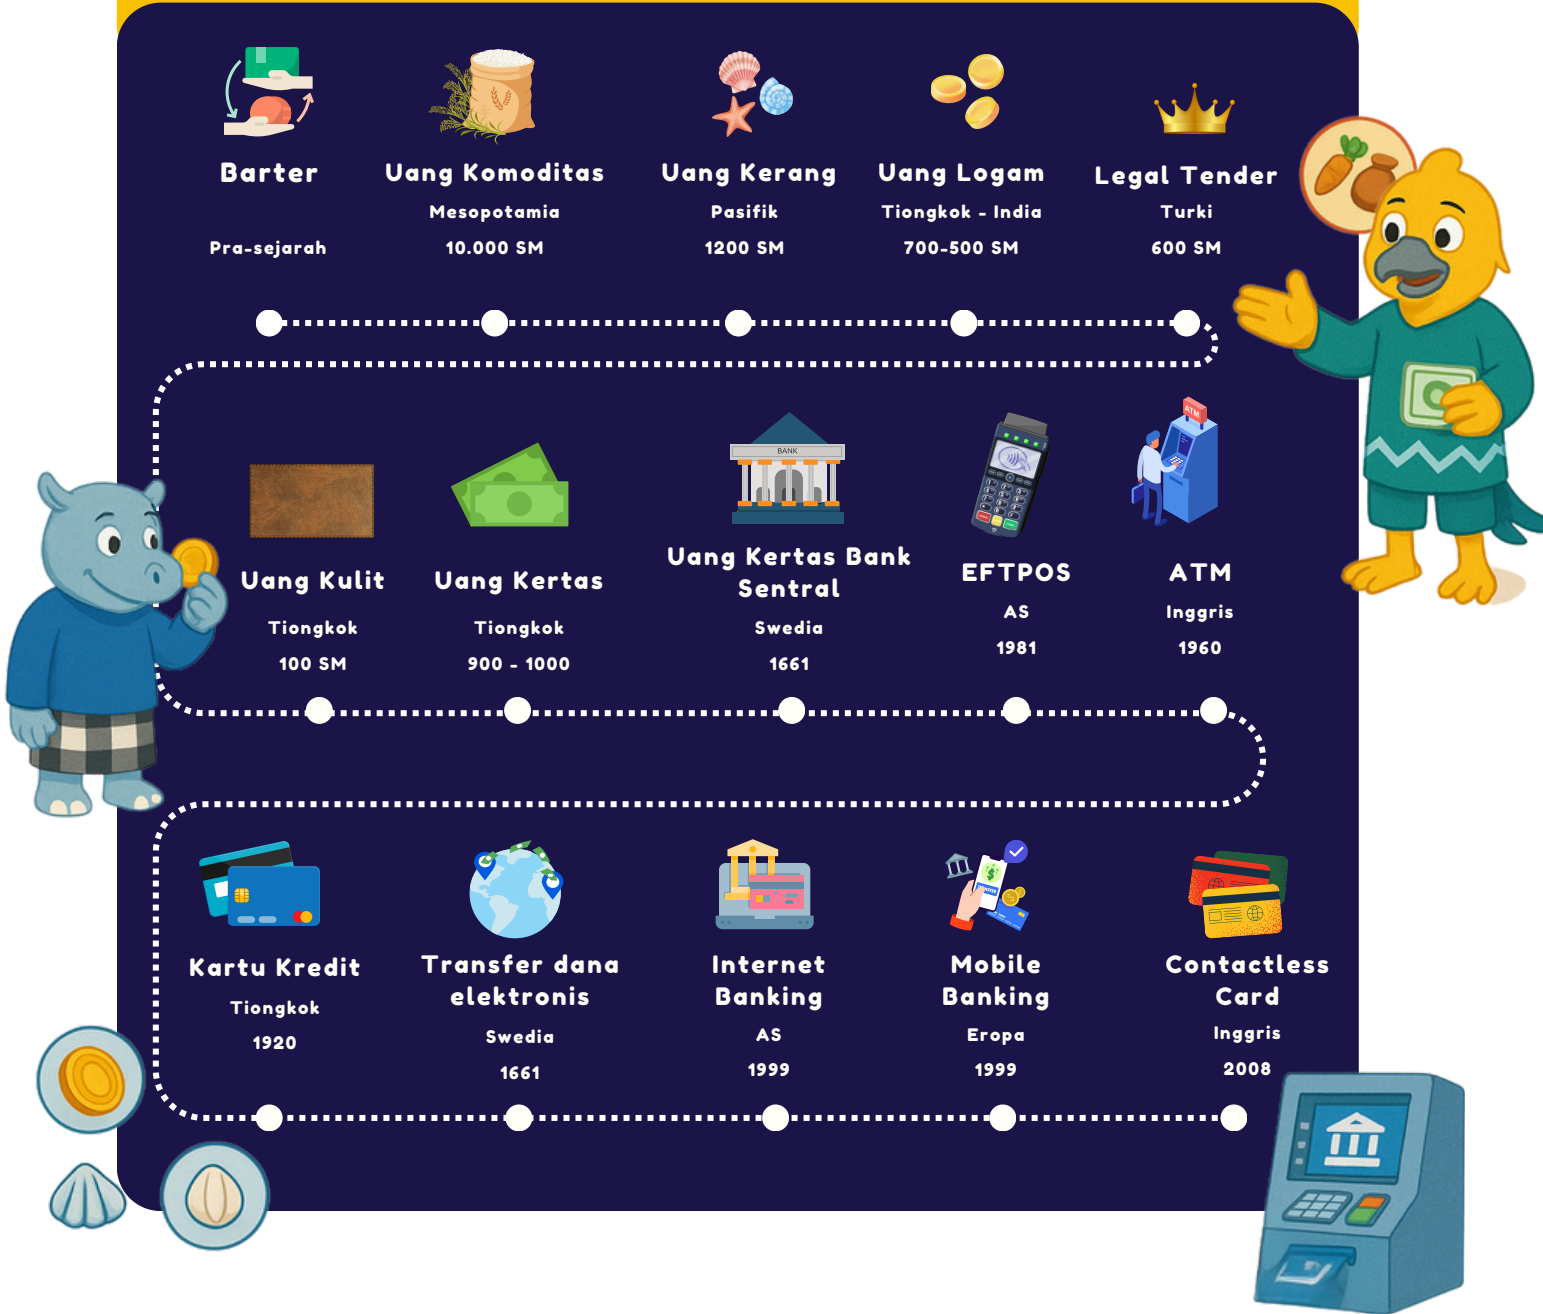 Barter
Pra-sejarah
Uang Komoditas
Mesopotamia
10.000 SM
Uang Kerang
Pasifik
1200 SM
Uang Logam
Tiongkok - India
700-500 SM
Legal Tender
Turki
600 SM
Uang Kulit
Tiongkok
100 SM
Uang Kertas
Tiongkok
900 - 1000
BANK
Uang Kertas Bank
Sentral
Swedia
1661
EFTPOS
AS
1981
ATM
ATM
Inggris
1960
Kartu Kredit
Tiongkok
1920
Transfer dana
elektronis
Swedia
1661
Internet
Banking
AS
1999
Mobile
Banking
Eropa
1999
Contactless
Card
Inggris
2008